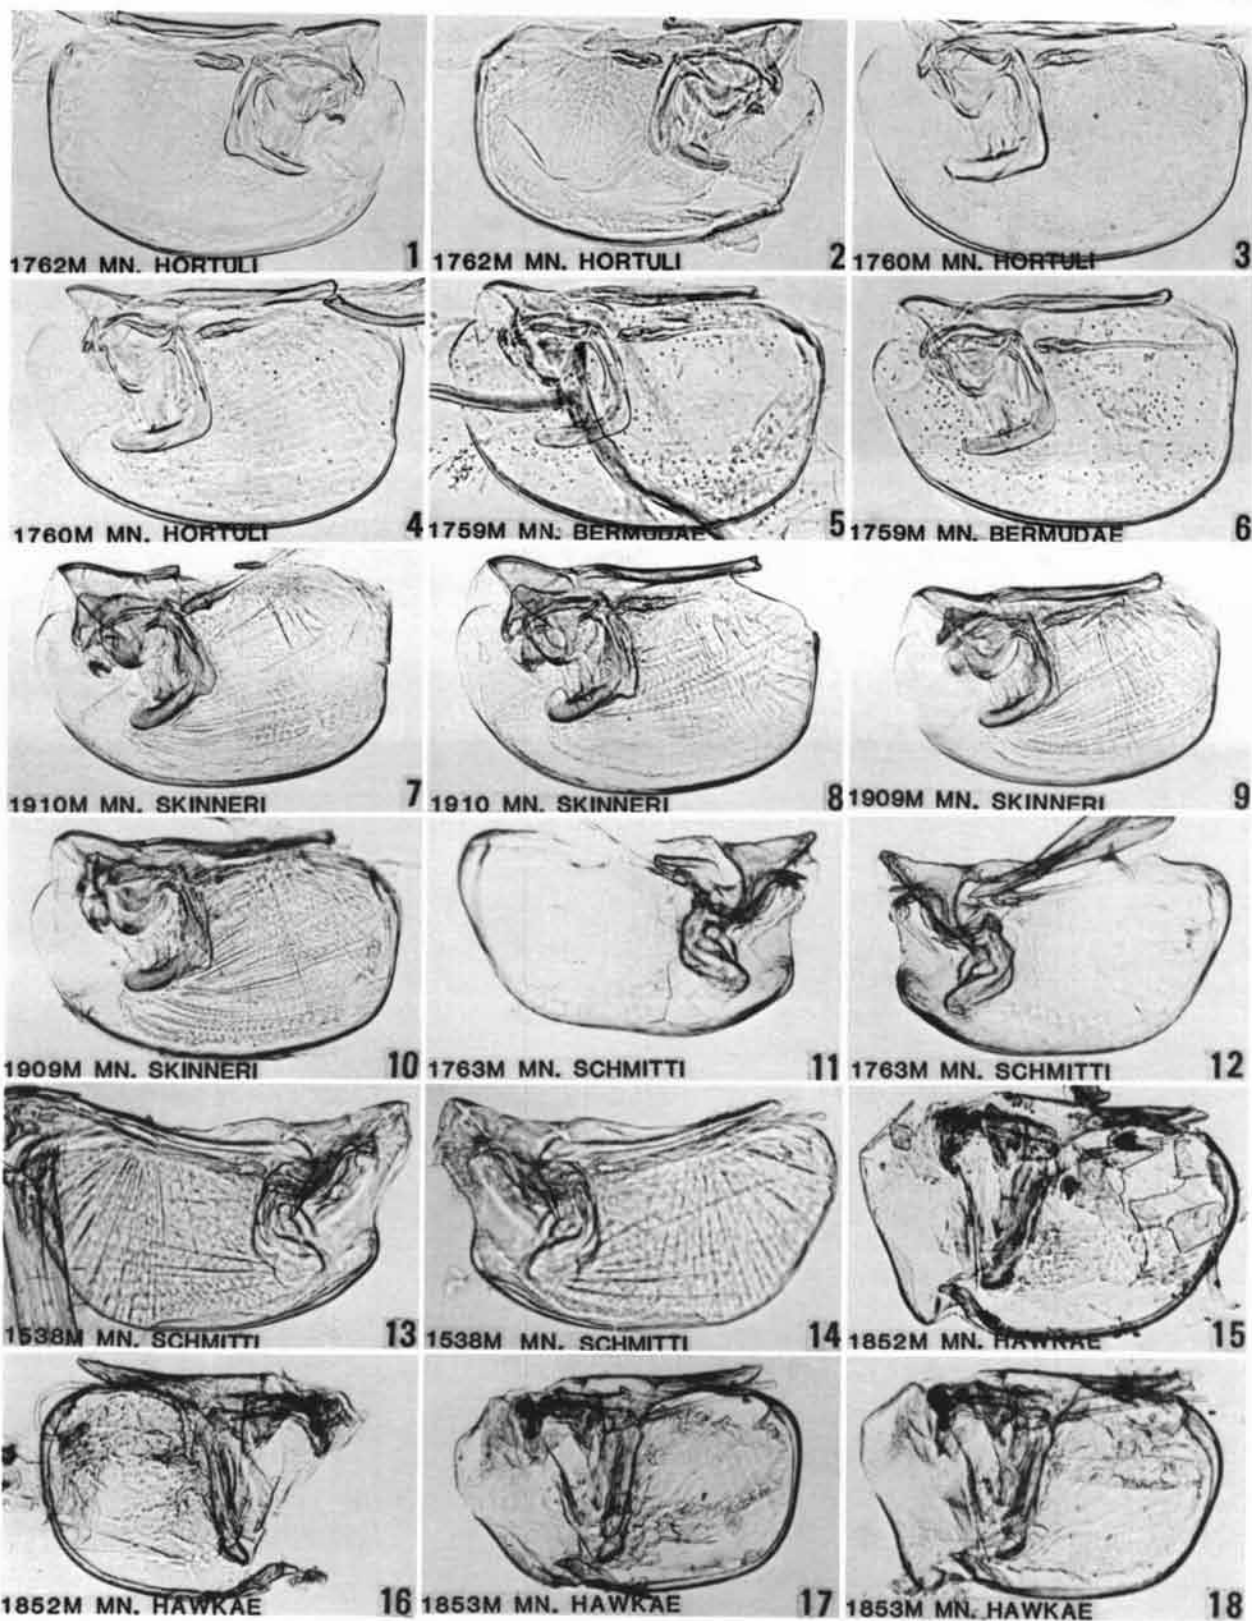 1762M MN. HORTULI 1
1762M MN. HORTULI 2
1760M MN. HORTULI 3
1760M MN. HORTULI 4
1759M MN. BERMUDAE 5
1759M MN. BERMUDAE 6
1910M MN. SKINNERI 7
1910 MN. SKINNERI 8
1909M MN. SKINNERI 9
1909M MN. SKINNERI 10
1763M MN. SCHMITTI 11
1763M MN. SCHMITTI 12
1538M MN. SCHMITTI 13
1538M MN. SCHMITTI 14
1852M MN. HAWKAE 15
1852M MN. HAWKAE 16
1853M MN. HAWKAE 17
1853M MN. HAWKAE 18